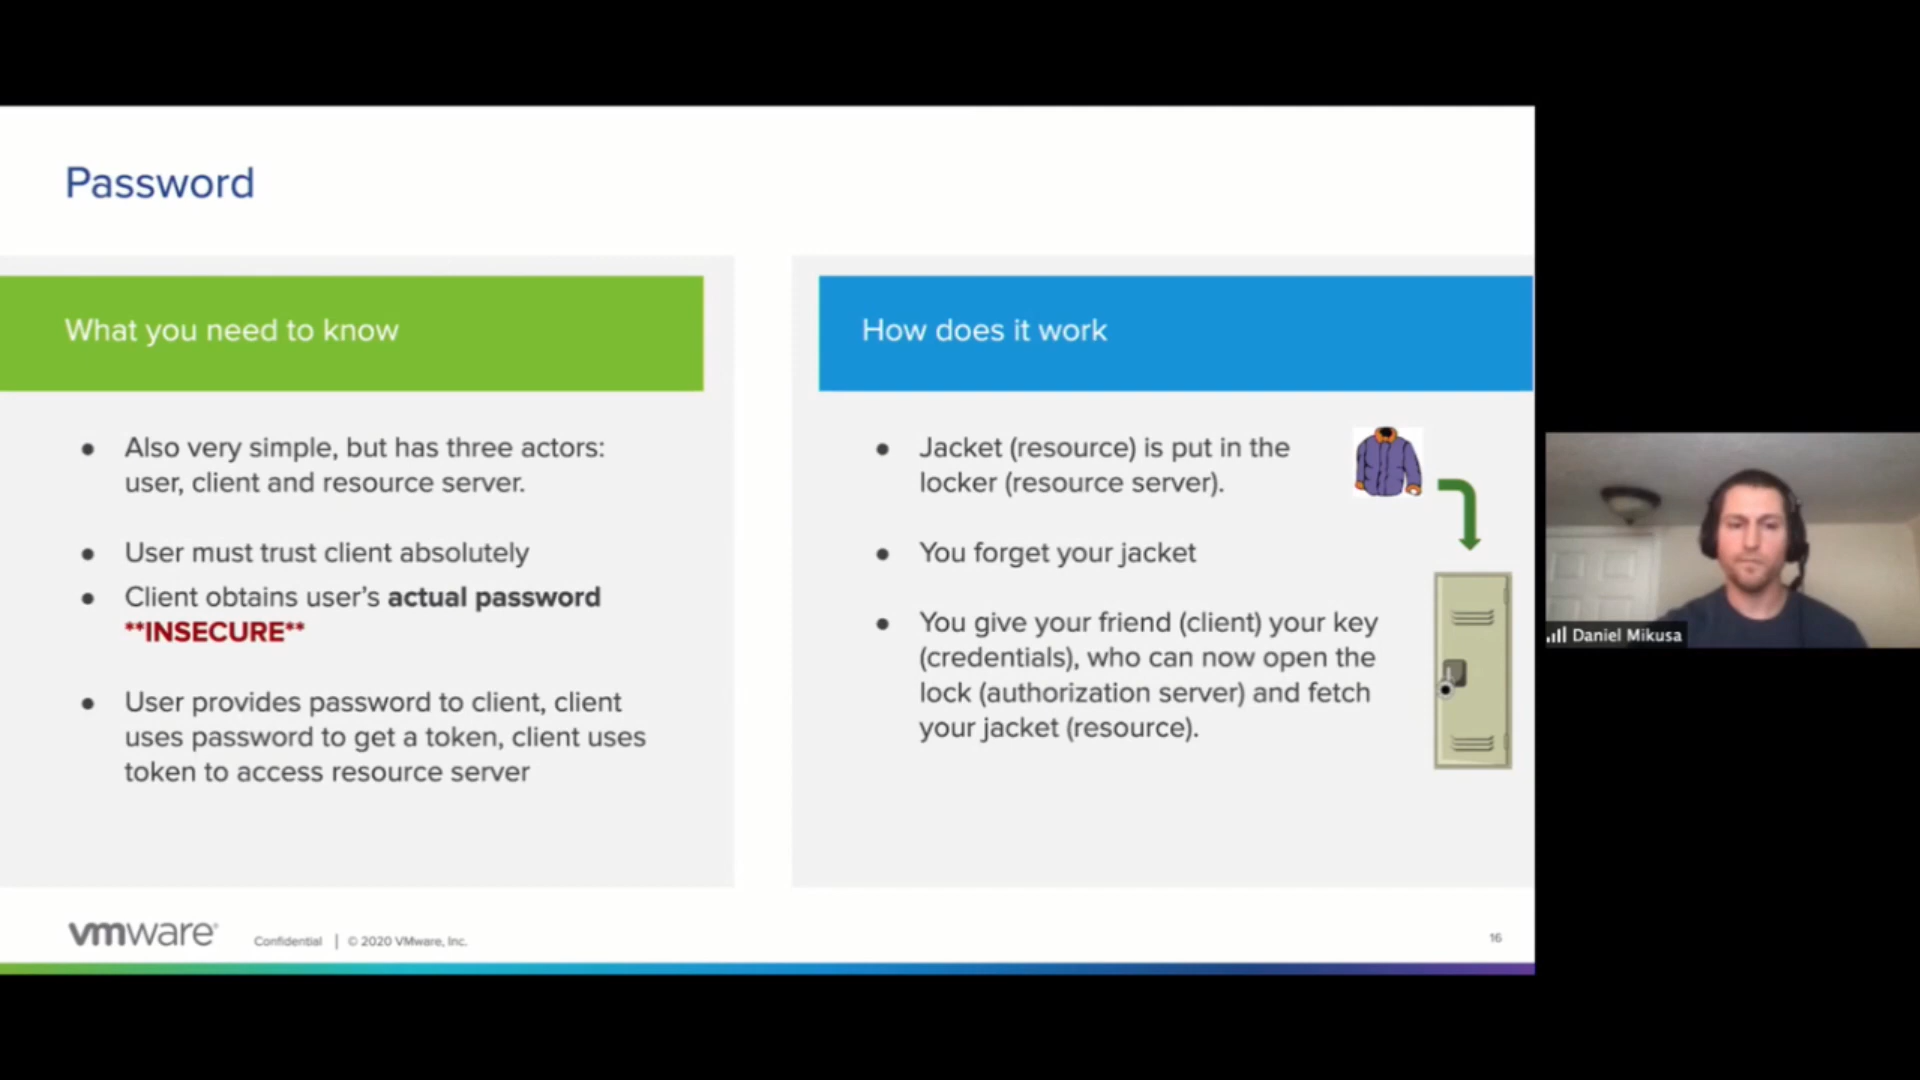 Password
What you need to know
● Also very simple, but has three actors:
user, client and resource server.
● User must trust client absolutely
● Client obtains user's actual password
**INSECURE**
● User provides password to client, client
uses password to get a token, client uses
token to access resource server
How does it work
● Jacket (resource) is put in the
locker (resource server).
● You forget your jacket
● You give your friend (client) your key
(credentials), who can now open the
lock (authorization server) and fetch
your jacket (resource).
Daniel Mikusa
vmware®
Confidential | © 2020 VMware, Inc.
16